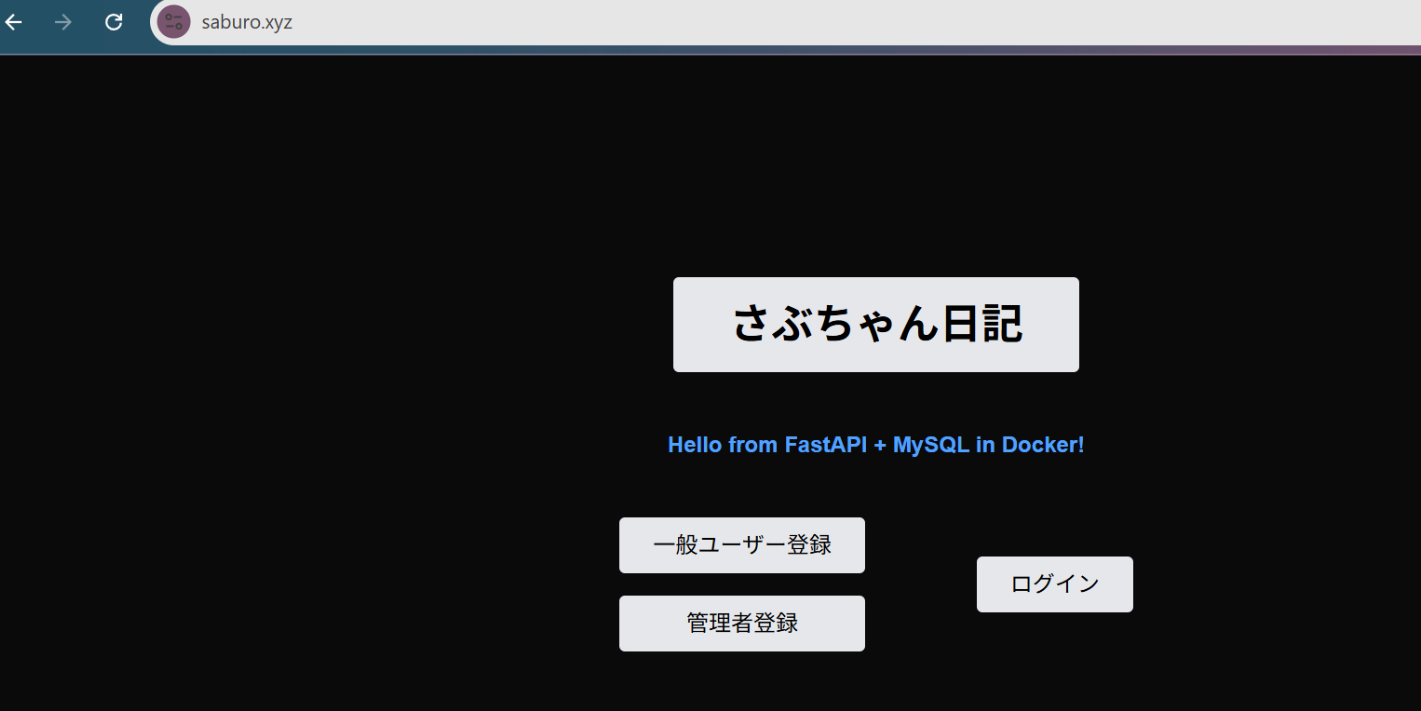 saburo.xyz
さぶちゃん日記
Hello from FastAPI + MySQL in Docker!
一般ユーザー登録
ログイン
管理者登録